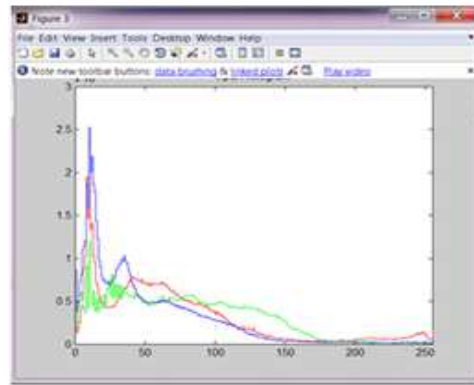 Figure 3
File Edit View Insert Tools Desktop Window Help
Note new toolbar buttons: data brushing & linked plots Play video
3
2.5
2
1.5
1
0.5
0
0 50 100 150 200 250